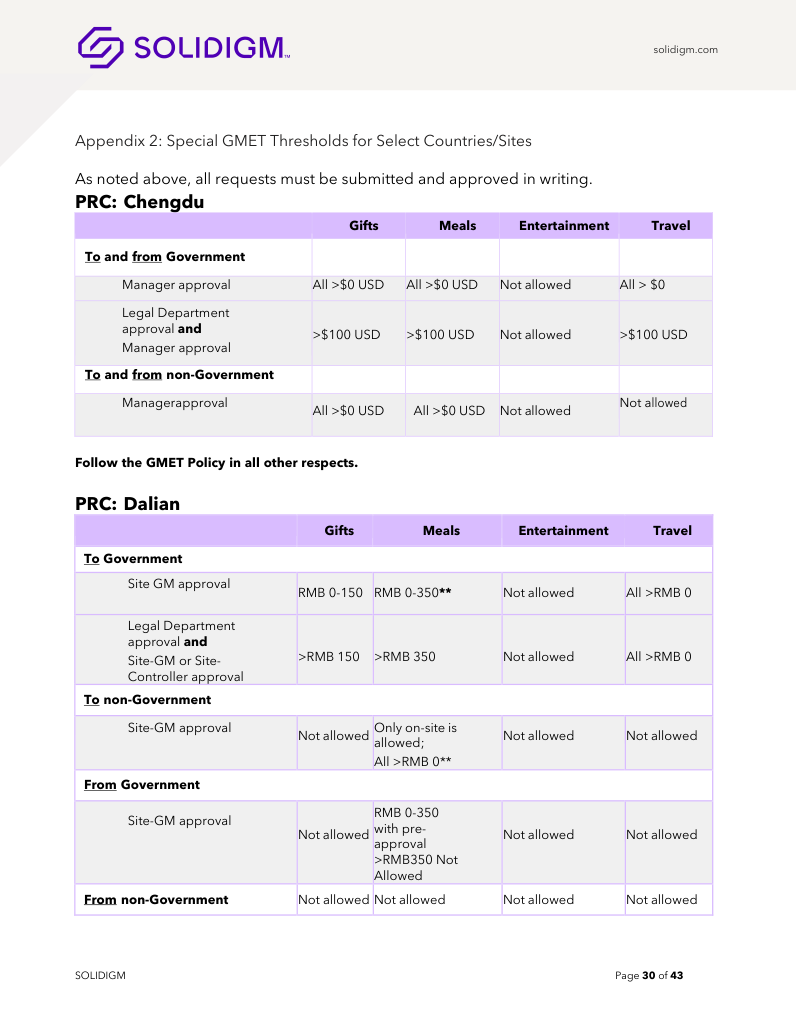 SOLIDIGM™
solidigm.com
Appendix 2: Special GMET Thresholds for Select Countries/Sites
As noted above, all requests must be submitted and approved in writing.
PRC: Chengdu
Gifts Meals Entertainment Travel
To and from Government
Manager approval All >$0 USD All >$0 USD Not allowed All > $0
Legal Department
approval and
Manager approval
>$100 USD >$100 USD Not allowed >$100 USD
To and from non-Government
Managerapproval All >$0 USD All >$0 USD Not allowed Not allowed
Follow the GMET Policy in all other respects.
PRC: Dalian
Gifts Meals Entertainment Travel
To Government
Site GM approval RMB 0-150 RMB 0-350** Not allowed All >RMB 0
Legal Department
approval and
Site-GM or Site-
Controller approval
>RMB 150 >RMB 350 Not allowed All >RMB 0
To non-Government
Site-GM approval
Not allowed
Only on-site is
allowed;
All >RMB 0**
Not allowed Not allowed
From Government
Site-GM approval
Not allowed
RMB 0-350
with pre-
approval
>RMB350 Not
Allowed
Not allowed Not allowed
From non-Government Not allowed Not allowed Not allowed Not allowed
SOLIDIGM Page 30 of 43